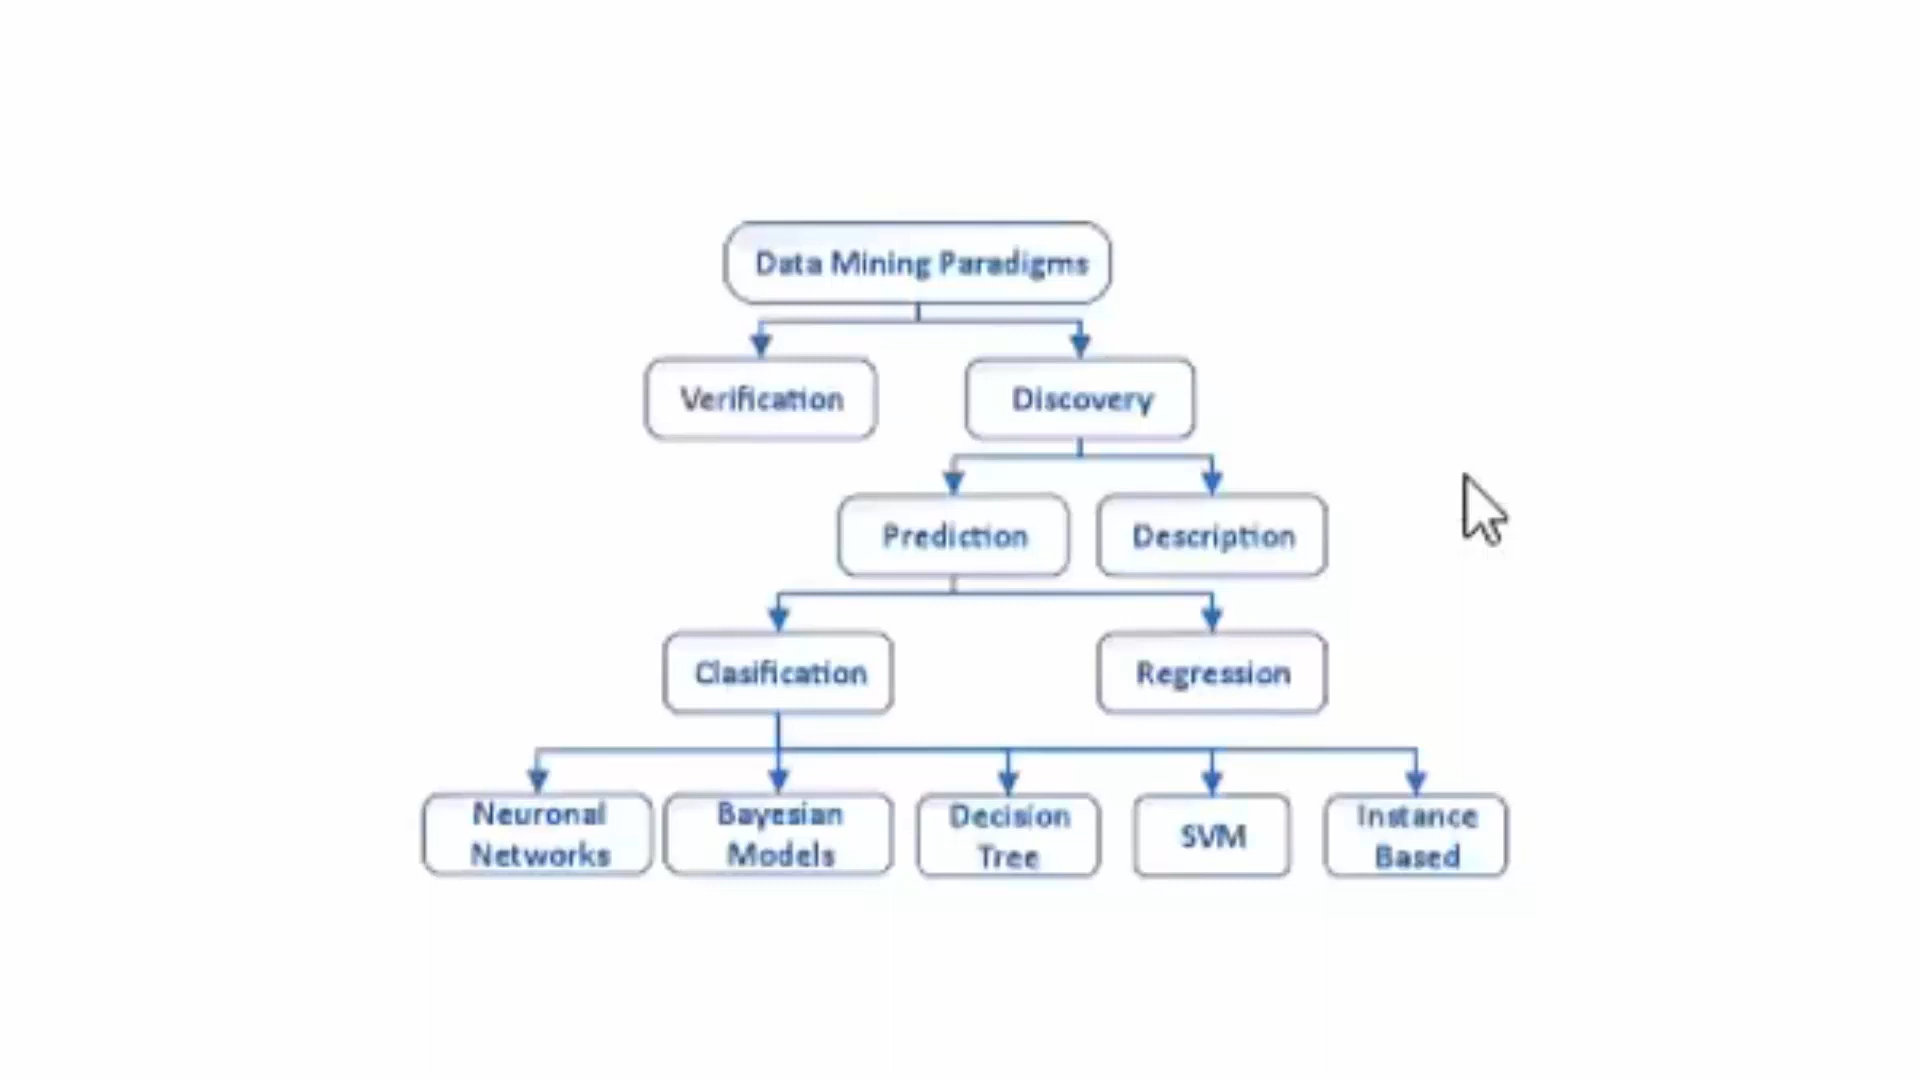 Data Mining Paradigms
Verification
Discovery
Prediction
Description
Clasification
Regression
Neuronal
Networks
Bayesian
Models
Decision
Tree
SVM
Instance
Based